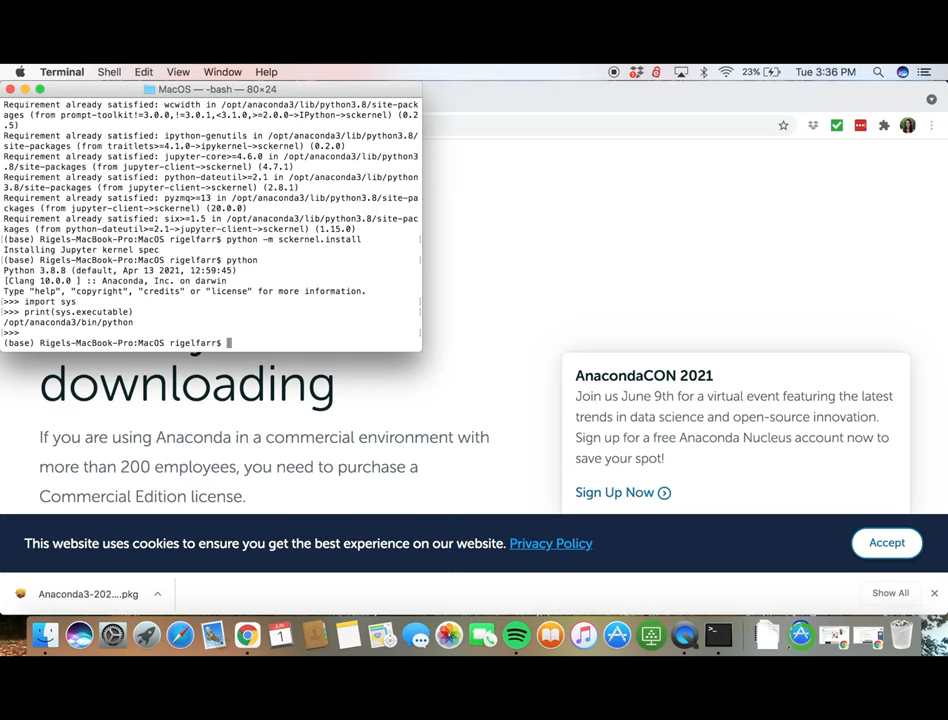 Terminal Shell Edit View Window Help 23% Tue 3:36 PM
MacOS — -bash — 80×24
Requirement already satisfied: wcwidth in /opt/anaconda3/lib/python3.8/site-pack
ages (from prompt-toolkit!=3.0.0,!=3.0.1,<3.1.0,>=2.0.0->IPython->sckernel) (0.2
.5)
Requirement already satisfied: ipython-genutils in /opt/anaconda3/lib/python3.8/
site-packages (from traitlets>=4.1.0->ipykernel->sckernel) (0.2.0)
Requirement already satisfied: jupyter-core>=4.6.0 in /opt/anaconda3/lib/python3
.8/site-packages (from jupyter-client->sckernel) (4.7.1)
Requirement already satisfied: python-dateutil>=2.1 in /opt/anaconda3/lib/python
3.8/site-packages (from jupyter-client->sckernel) (2.8.1)
Requirement already satisfied: pyzmq>=13 in /opt/anaconda3/lib/python3.8/site-pa
ckages (from jupyter-client->sckernel) (20.0.0)
Requirement already satisfied: six>=1.5 in /opt/anaconda3/lib/python3.8/site-pac
kages (from python-dateutil>=2.1->jupyter-client->sckernel) (1.15.0)
(base) Rigels-MacBook-Pro:MacOS rigelfarr$ python -m sckernel.install
Installing Jupyter kernel spec
(base) Rigels-MacBook-Pro:MacOS rigelfarr$ python
Python 3.8.8 (default, Apr 13 2021, 12:59:45)
[Clang 10.0.0 ] :: Anaconda, Inc. on darwin
Type "help", "copyright", "credits" or "license" for more information.
>>> import sys
>>> print(sys.executable)
/opt/anaconda3/bin/python
>>>
(base) Rigels-MacBook-Pro:MacOS rigelfarr$
downloading
If you are using Anaconda in a commercial environment with
more than 200 employees, you need to purchase a
Commercial Edition license.
AnacondaCON 2021
Join us June 9th for a virtual event featuring the latest
trends in data science and open-source innovation.
Sign up for a free Anaconda Nucleus account now to
save your spot!
Sign Up Now
This website uses cookies to ensure you get the best experience on our website. Privacy Policy
Accept
Anaconda3-202....pkg
Show All
JUN
1